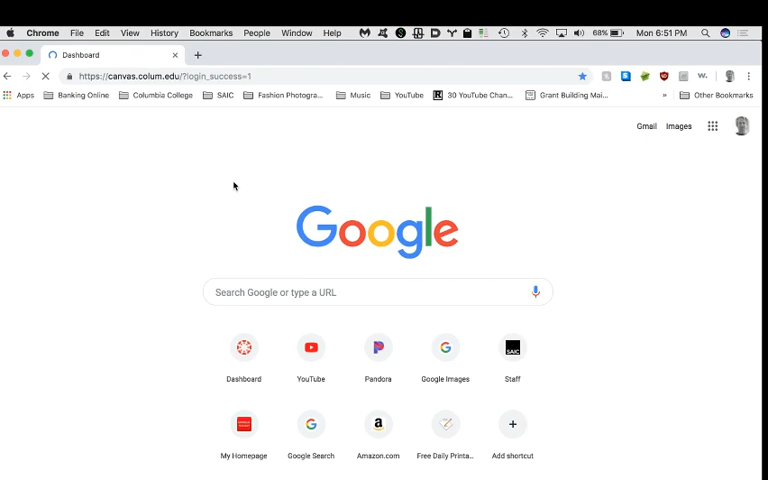 Chrome File Edit View History Bookmarks People Window Help 68% Mon 6:51 PM
Dashboard
https://canvas.colum.edu/?login_success=1
Apps Banking Online Columbia College SAIC Fashion Photogra... Music YouTube 30 YouTube Chan... Grant Building Mai... » Other Bookmarks
Gmail Images
Google
Search Google or type a URL
SAIC
Dashboard YouTube Pandora Google Images Staff
My Homepage Google Search Amazon.com Free Daily Printa... Add shortcut